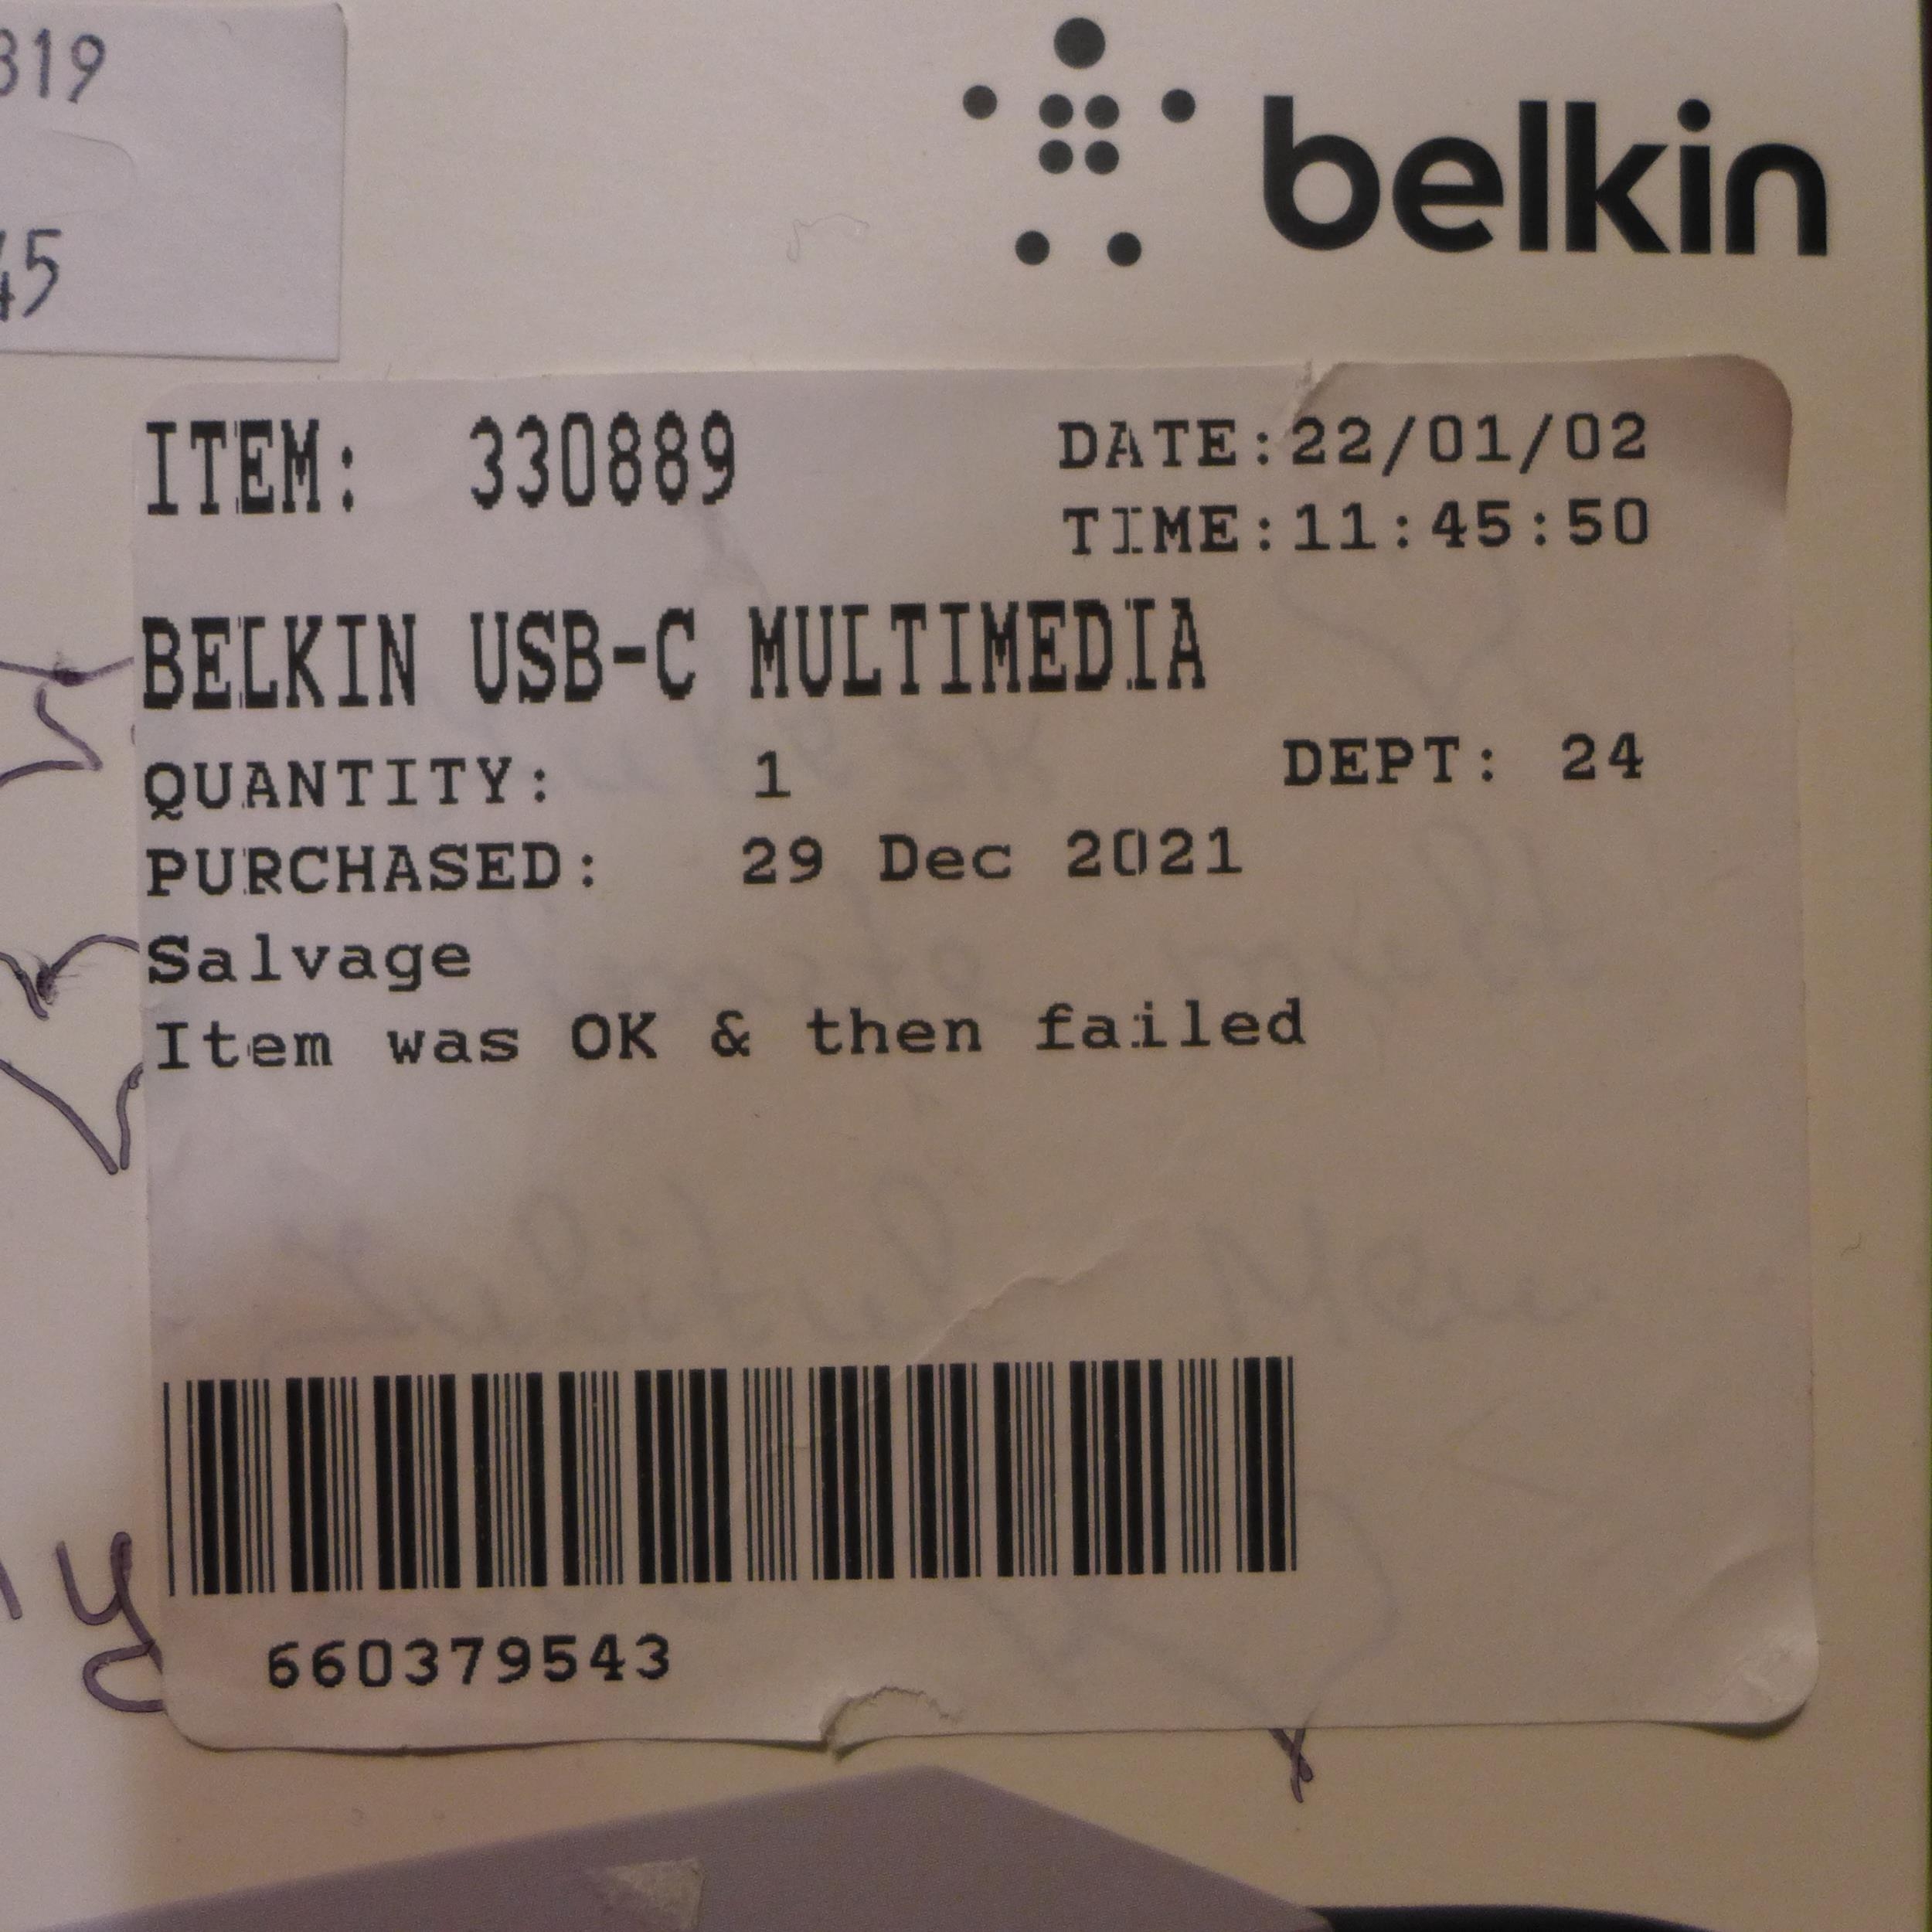 319
45
belkin
ITEM: 330889
DATE:22/01/02
TIME:11:45:50
BELKIN USB-C MULTIMEDIA
QUANTITY: 1
DEPT: 24
PURCHASED: 29 Dec 2021
Salvage
Item was OK & then failed
660379543